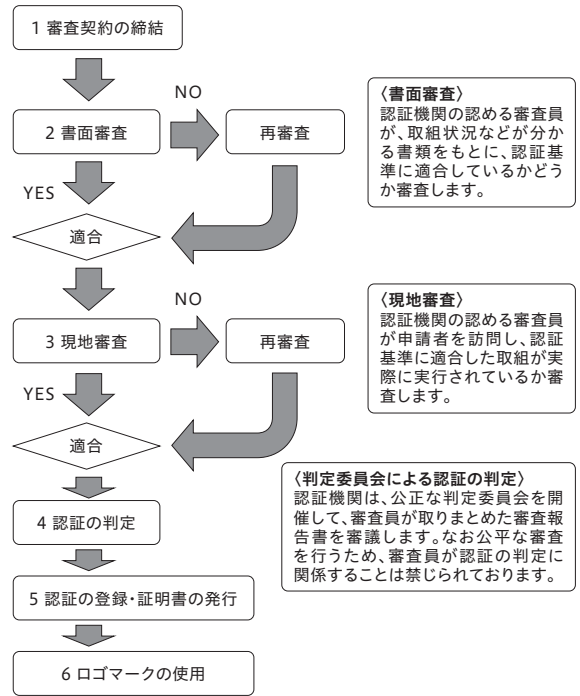 1 審査契約の締結
NO
2 書面審査
再審査
YES
適合
NO
3 現地審査
再審査
YES
適合
4 認証の判定
5 認証の登録・証明書の発行
6 ロゴマークの使用
〈書面審査〉
認証機関の認める審査員
が、取組状況などが分か
る書類をもとに、認証基
準に適合しているかどう
か審査します。
〈現地審査〉
認証機関の認める審査員
が申請者を訪問し、認証
基準に適合した取組が実
際に実行されているか審
査します。
〈判定委員会による認証の判定〉
認証機関は、公正な判定委員会を開
催して、審査員が取りまとめた審査報
告書を審議します。なお公平な審査
を行うため、審査員が認証の判定に
関係することは禁じられております。